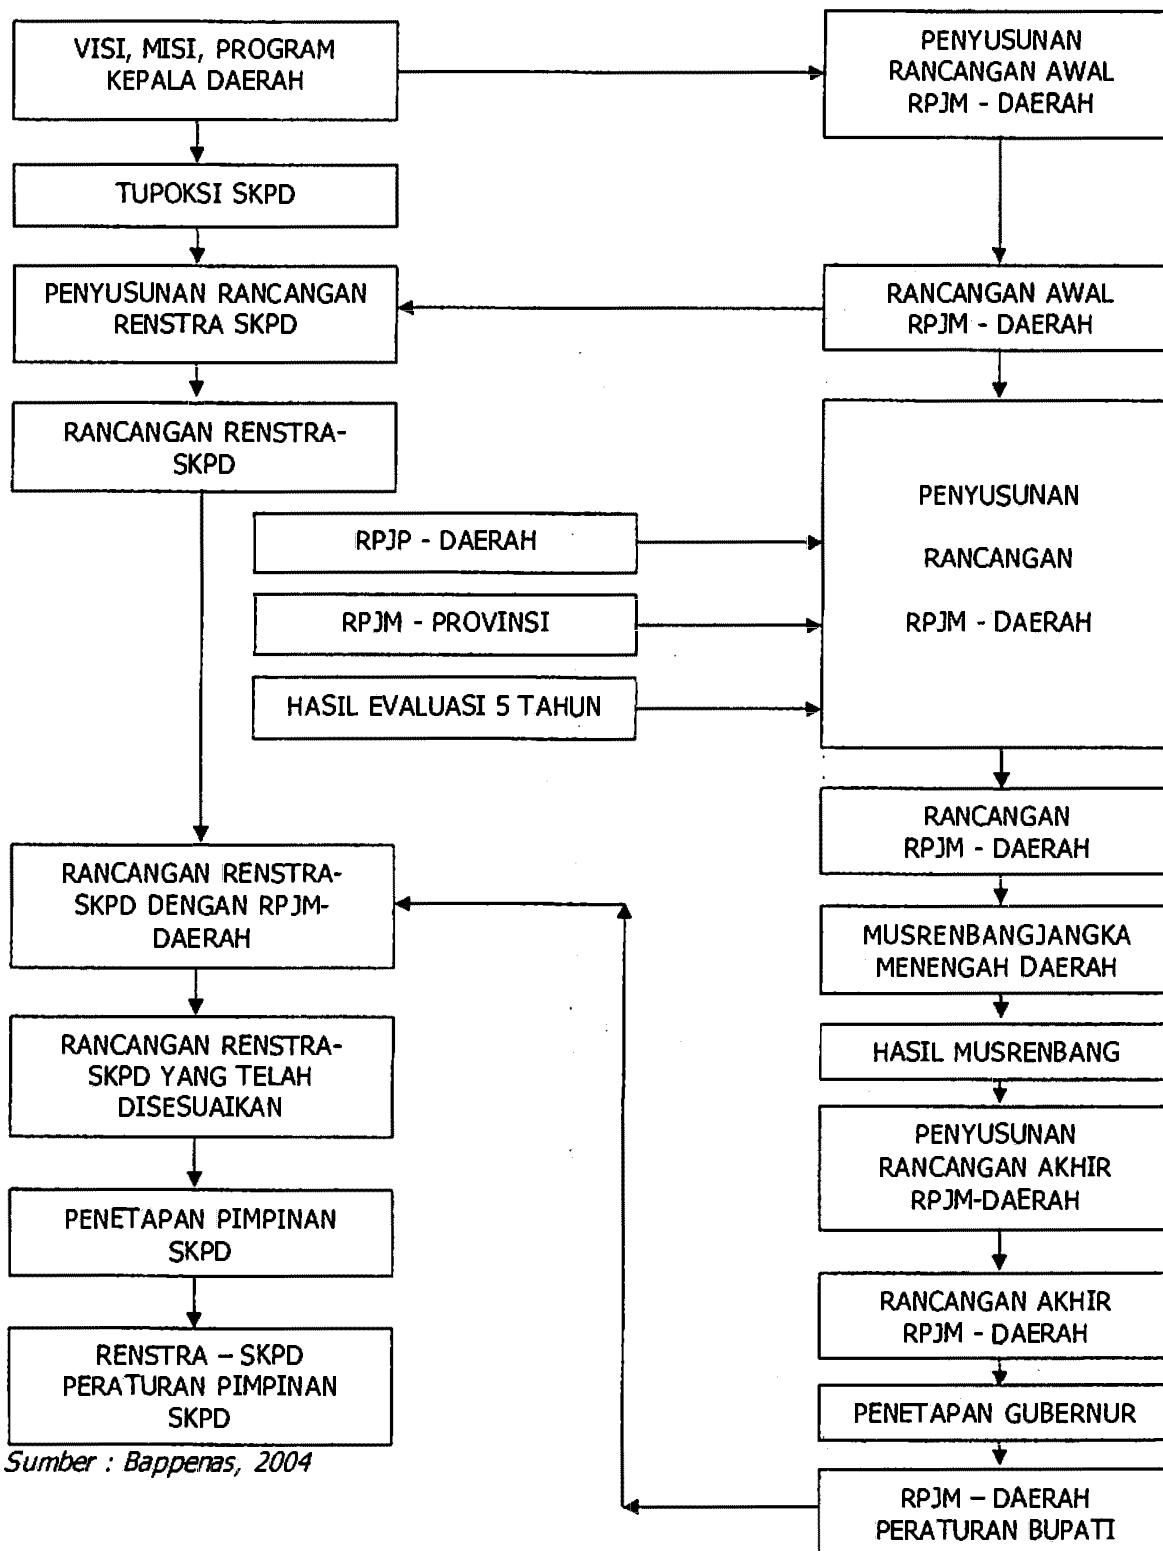 VISI, MISI, PROGRAM
KEPALA DAERAH
PENYUSUNAN
RANCANGAN AWAL
RPJM - DAERAH
TUPOKSI SKPD
PENYUSUNAN RANCANGAN
RENSTRA SKPD
RANCANGAN AWAL
RPJM - DAERAH
RANCANGAN RENSTRA-
SKPD
PENYUSUNAN
RANCANGAN
RPJM - DAERAH
RPJP - DAERAH
RPJM - PROVINSI
HASIL EVALUASI 5 TAHUN
RANCANGAN
RPJM - DAERAH
RANCANGAN RENSTRA-
SKPD DENGAN RPJM-
DAERAH
MUSRENBANGJANGKA
MENENGAH DAERAH
RANCANGAN RENSTRA-
SKPD YANG TELAH
DISESUAIKAN
HASIL MUSRENBANG
PENYUSUNAN
RANCANGAN AKHIR
RPJM-DAERAH
PENETAPAN PIMPINAN
SKPD
RANCANGAN AKHIR
RPJM - DAERAH
RENSTRA – SKPD
PERATURAN PIMPINAN
SKPD
PENETAPAN GUBERNUR
Sumber : Bappenas, 2004
RPJM – DAERAH
PERATURAN BUPATI